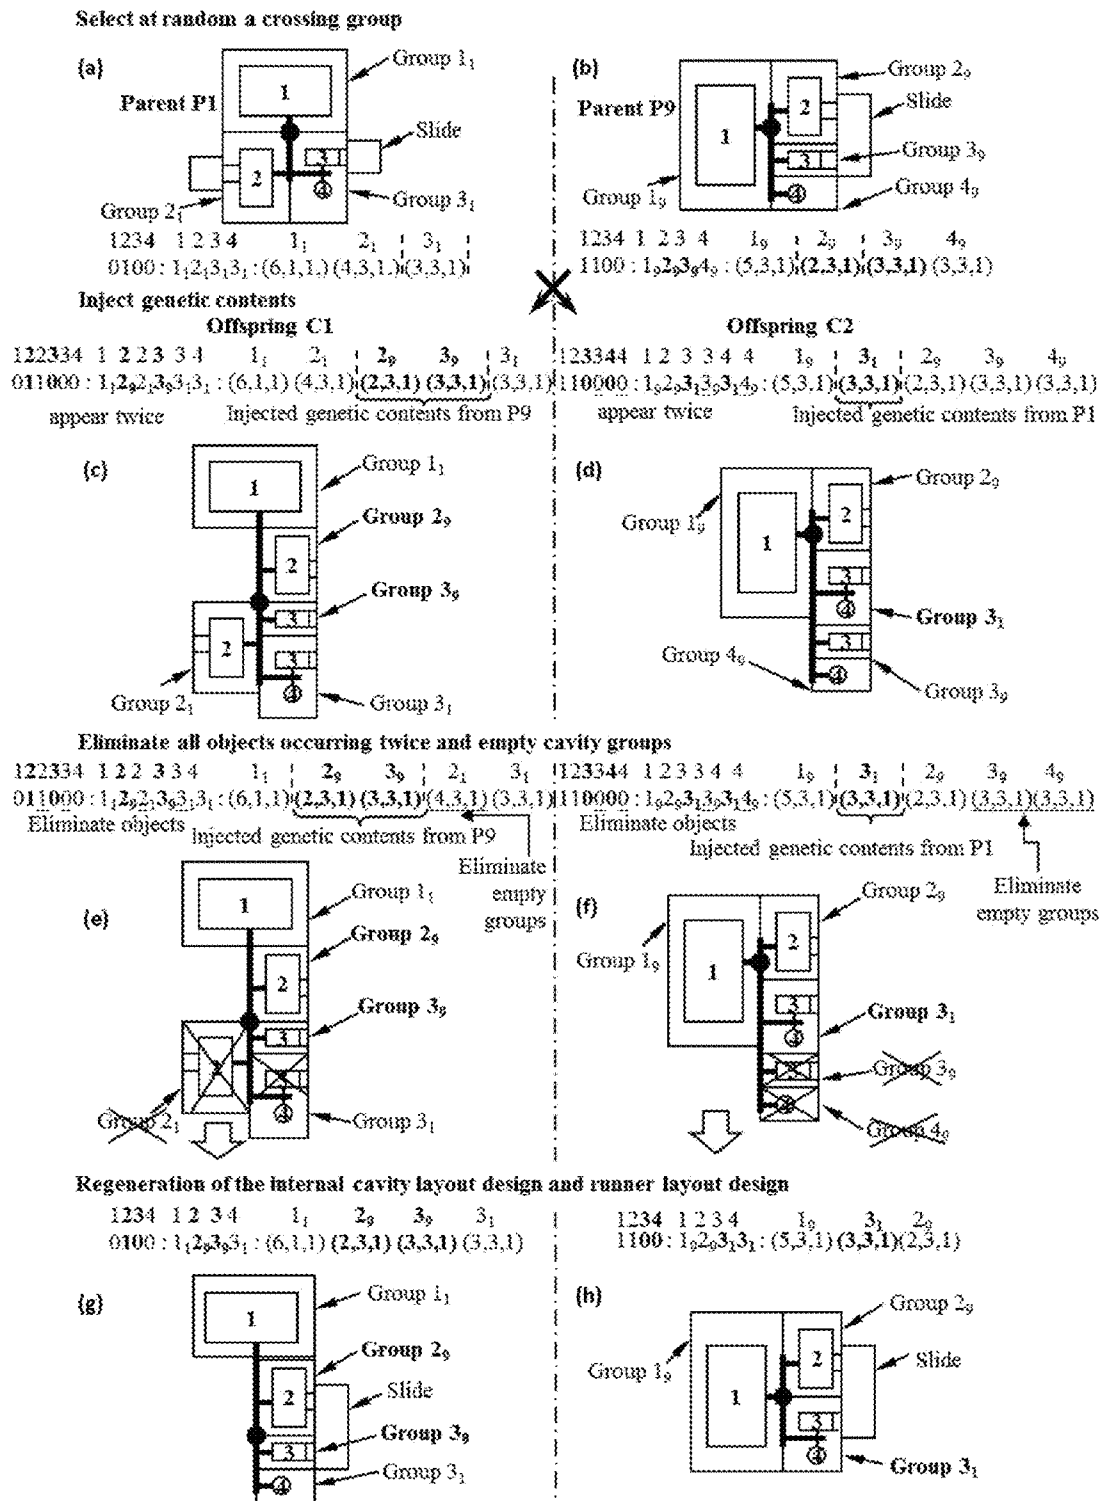 Select at random a crossing group
(a)
Group 1₁
Parent P1
1
Slide
2
3
4
Group 2₁
Group 3₁
1234 1 2 3 4 1₁ 2₁ 3₁
0100 : 1₁2₁3₁3₁ : (6,1,1.) (4,3,1.) (3,3,1)
(b)
Group 2₉
Parent P9
Slide
1
2
3
4
Group 3₉
Group 1₉
Group 4₉
1234 1 2 3 4 1₉ 2₉ 3₉ 4₉
1100 : 1₉2₉3₉4₉ : (5,3,1) (2,3,1) (3,3,1) (3,3,1)
Inject genetic contents
Offspring C1
122334 1 2 2 3 3 4 1₁ 2₁ 2₉ 3₉ 3₁
011000 : 1₁2₉2₁3₉3₁3₁ : (6,1,1) (4,3,1) (2,3,1) (3,3,1) (3,3,1)
appear twice
Injected genetic contents from P9
Offspring C2
123344 1 2 3 3 4 4 1₉ 3₁ 2₉ 3₉ 4₉
110000 : 1₉2₉3₁3₉3₁4₉ : (5,3,1) (3,3,1) (2,3,1) (3,3,1) (3,3,1)
appear twice
Injected genetic contents from P1
(c)
Group 1₁
1
Group 2₉
2
Group 3₉
3
2
3
4
Group 2₁
Group 3₁
(d)
Group 2₉
Group 1₉
1
2
3
4
Group 3₁
3
Group 4₉
4
Group 3₉
Eliminate all objects occurring twice and empty cavity groups
122334 1 2 2 3 3 4 1₁ 2₉ 3₉ 2₁ 3₁
011000 : 1₁2₉2₁3₉3₁3₁ : (6,1,1) (2,3,1) (3,3,1) (4,3,1) (3,3,1)
Eliminate objects
Injected genetic contents from P9
Eliminate
empty
groups
123344 1 2 3 3 4 4 1₉ 3₁ 2₉ 3₉ 4₉
110000 : 1₉2₉3₁3₉3₁4₉ : (5,3,1) (3,3,1) (2,3,1) (3,3,1) (3,3,1)
Eliminate objects
Injected genetic contents from P1
Eliminate
empty groups
(e)
Group 1₁
1
Group 2₉
2
Group 3₉
3
2
3
4
Group 2₁
Group 3₁
(f)
Group 2₉
Group 1₉
1
2
3
4
Group 3₁
3
Group 3₉
4
Group 4₉
Regeneration of the internal cavity layout design and runner layout design
1234 1 2 3 4 1₁ 2₉ 3₉ 3₁
0100 : 1₁2₉3₉3₁ : (6,1,1) (2,3,1) (3,3,1) (3,3,1)
1234 1 2 3 4 1₉ 3₁ 2₉
1100 : 1₉2₉3₁3₁ : (5,3,1) (3,3,1)(2,3,1)
(g)
Group 1₁
1
Group 2₉
2
Slide
Group 3₉
3
Group 3₁
4
(h)
Group 2₉
Group 1₉
1
2
Slide
3
4
Group 3₁